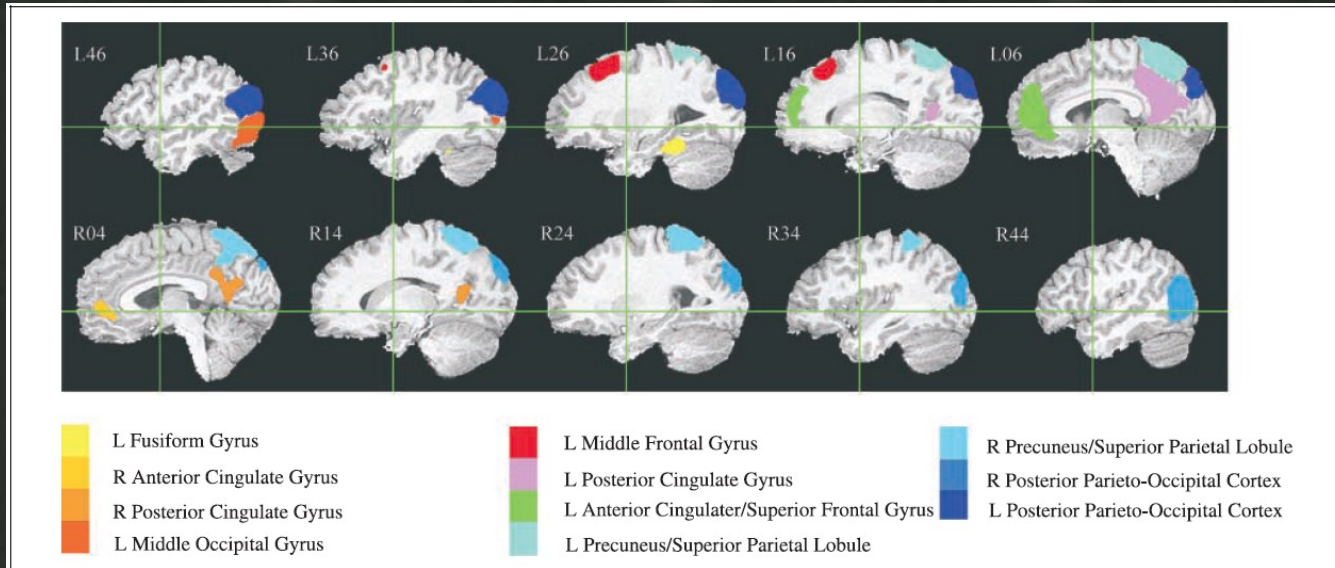 L46
L36
L26
L16
L06
R04
R14
R24
R34
R44
L Fusiform Gyrus
R Anterior Cingulate Gyrus
R Posterior Cingulate Gyrus
L Middle Occipital Gyrus
L Middle Frontal Gyrus
L Posterior Cingulate Gyrus
L Anterior Cingulater/Superior Frontal Gyrus
L Precuneus/Superior Parietal Lobule
R Precuneus/Superior Parietal Lobule
R Posterior Parieto-Occipital Cortex
L Posterior Parieto-Occipital Cortex